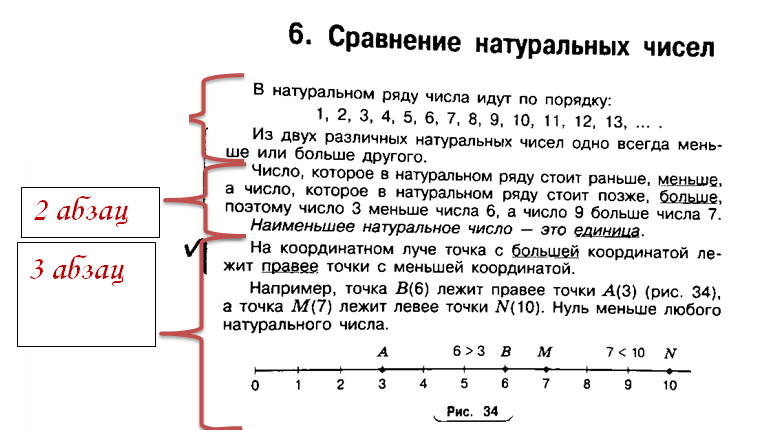 6. Сравнение натуральных чисел
В натуральном ряду числа идут по порядку:
1, 2, 3, 4, 5, 6, 7, 8, 9, 10, 11, 12, 13, ... .
Из двух различных натуральных чисел одно всегда мень-
ше или больше другого.
Число, которое в натуральном ряду стоит раньше, меньше,
а число, которое в натуральном ряду стоит позже, больше,
поэтому число 3 меньше числа 6, а число 9 больше числа 7.
Наименьшее натуральное число — это единица.
2 абзац
3 абзац
На координатном луче точка с большей координатой ле-
жит правее точки с меньшей координатой.
Например, точка B(6) лежит правее точки A(3) (рис. 34),
а точка M(7) лежит левее точки N(10). Нуль меньше любого
натурального числа.
A 6 > 3 B M 7 < 10 N
0 1 2 3 4 5 6 7 8 9 10
Рис. 34